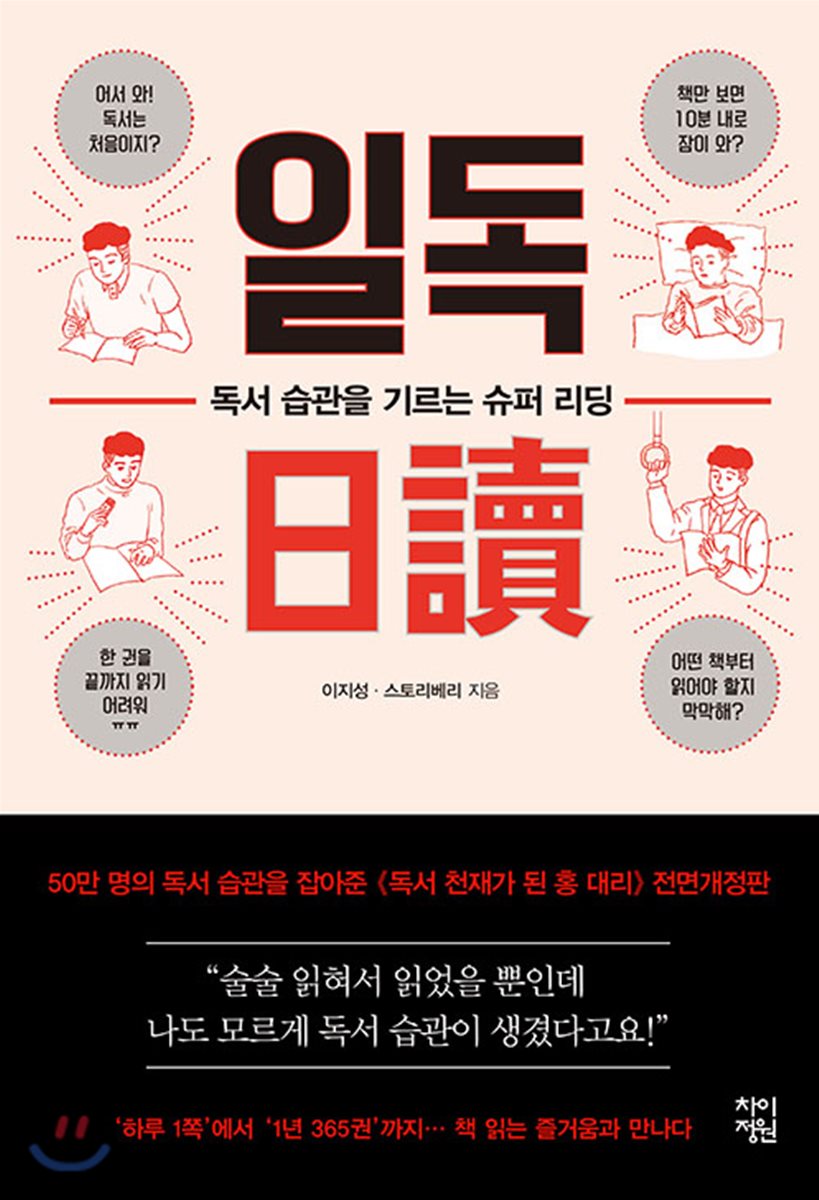 어서 와!
독서는
처음이지?
책만 보면
10분 내로
잠이 와?
일독
독서 습관을 기르는 슈퍼 리딩
日讀
한 권을
끝까지 읽기
어려워
ㅠㅠ
어떤 책부터
읽어야 할지
막막해?
이지성 · 스토리베리 지음
50만 명의 독서 습관을 잡아준 《독서 천재가 된 홍 대리》 전면개정판
“술술 읽혀서 읽었을 뿐인데
나도 모르게 독서 습관이 생겼다고요!”
‘하루 1쪽’에서 ‘1년 365권’까지… 책 읽는 즐거움과 만나다
차이
정원